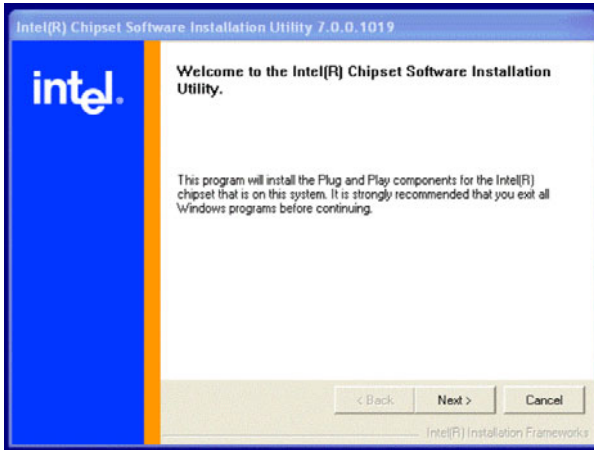 Intel(R) Chipset Software Installation Utility 7.0.0.1019
intel.
Welcome to the Intel(R) Chipset Software Installation
Utility.
This program will install the Plug and Play components for the Intel(R)
chipset that is on this system. It is strongly recommended that you exit all
Windows programs before continuing.
< Back
Next >
Cancel
Intel(R) Installation Frameworks